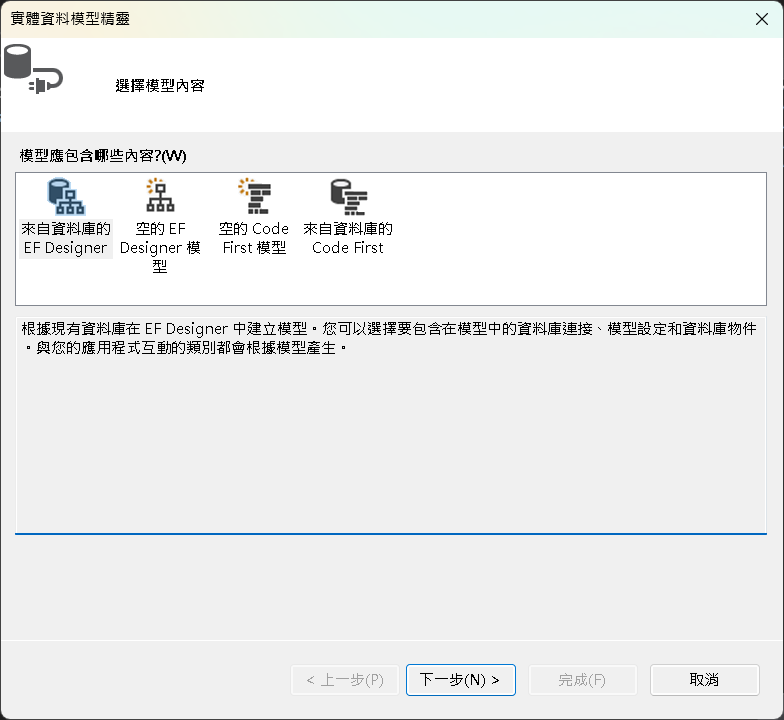 實體資料模型精靈
選擇模型內容
模型應包含哪些內容?(W)
來自資料庫的
EF Designer
空的 EF
Designer 模
型
空的 Code
First 模型
來自資料庫的
Code First
根據現有資料庫在 EF Designer 中建立模型。您可以選擇要包含在模型中的資料庫連接、模型設定和資料庫物件
。與您的應用程式互動的類別都會根據模型產生。
< 上一步(P)
下一步(N) >
完成(F)
取消